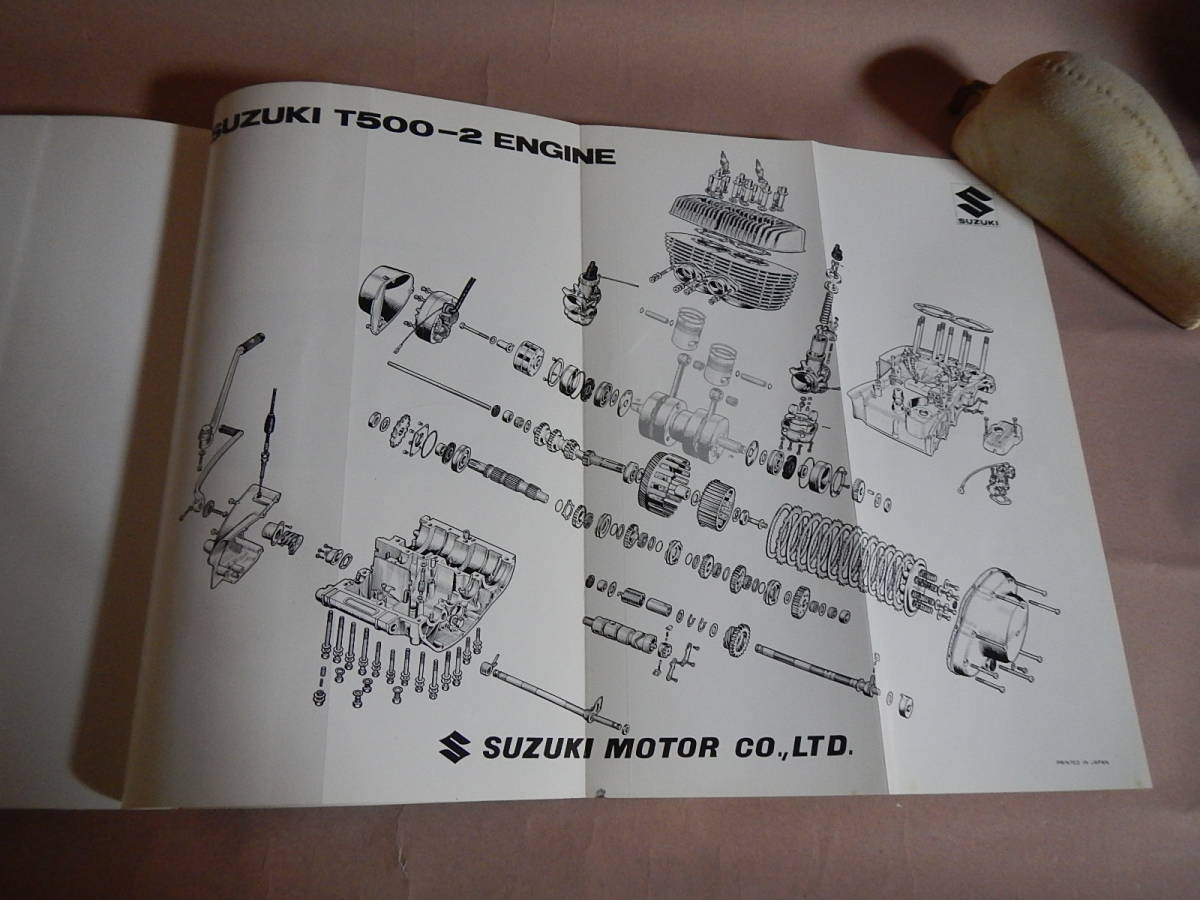 SUZUKI T500-2 ENGINE
SUZUKI
SUZUKI MOTOR CO.,LTD.
PRINTED IN JAPAN